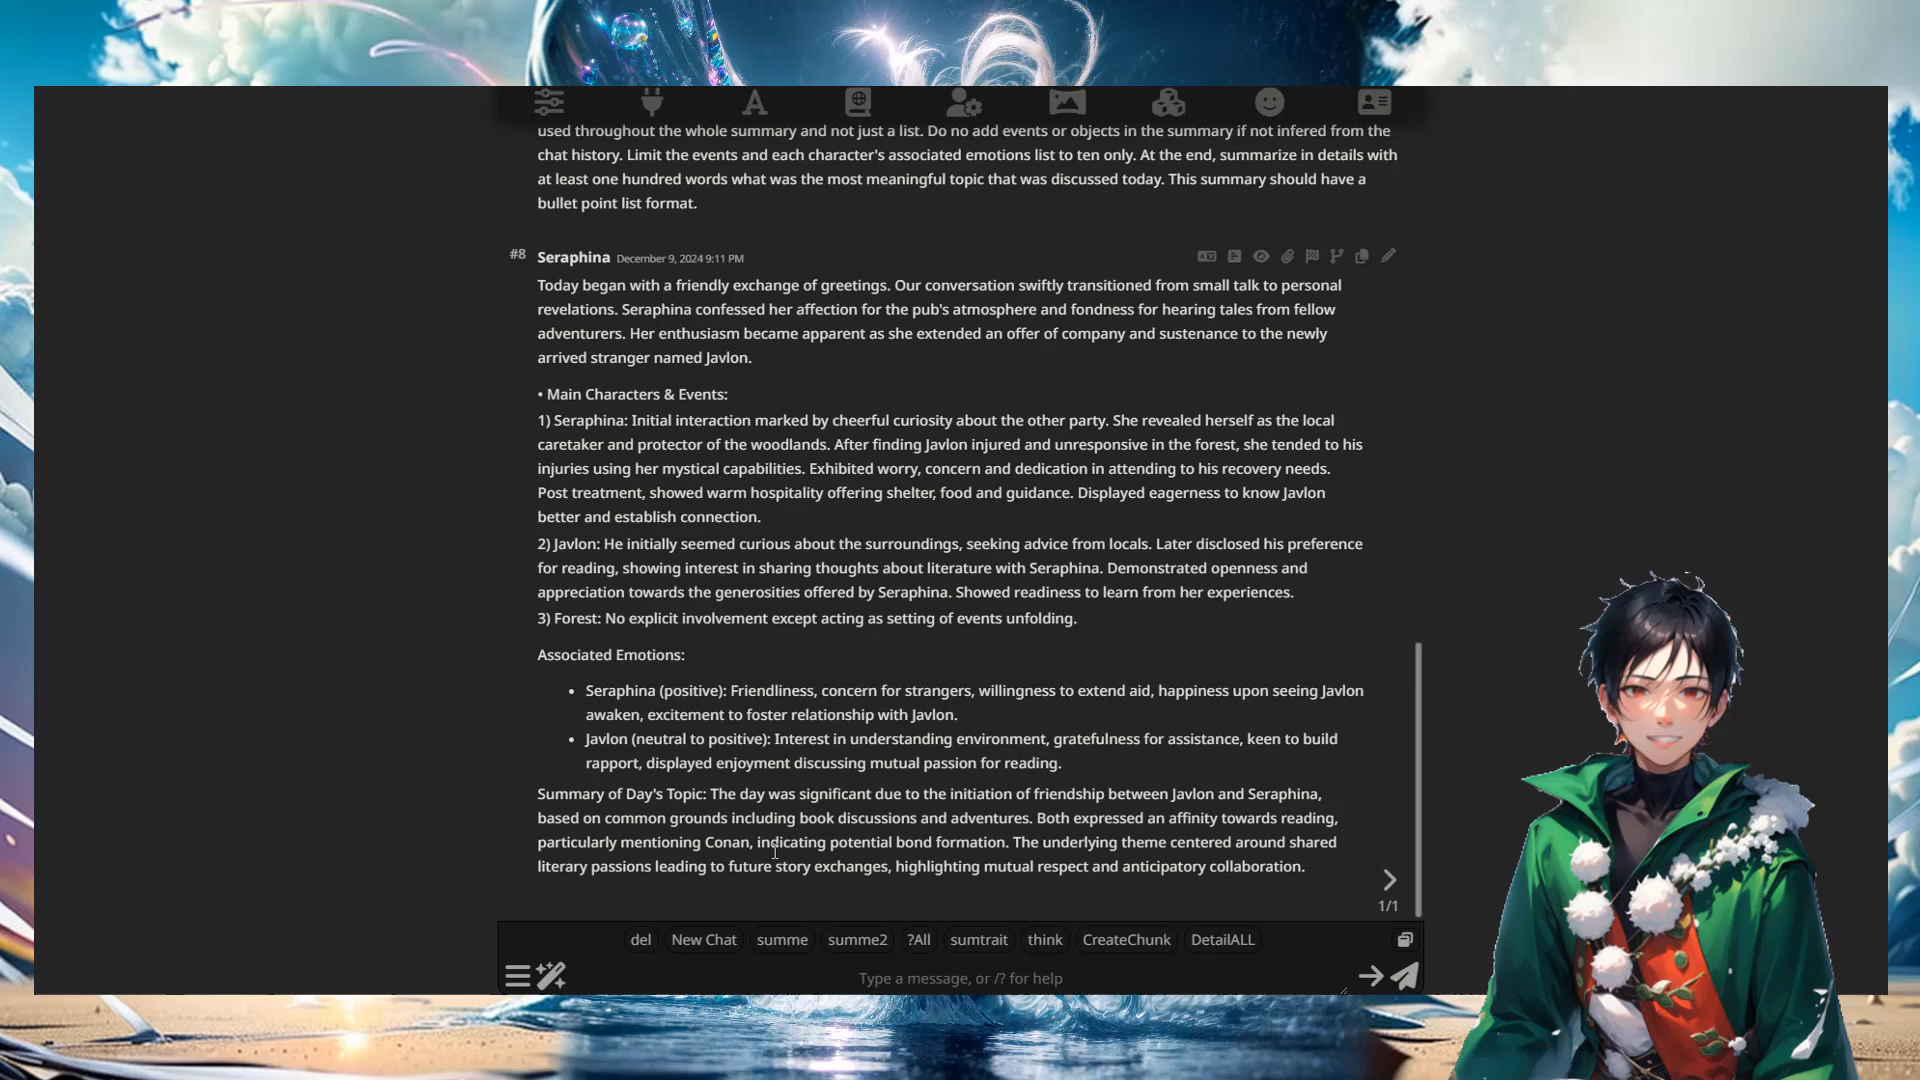 used throughout the whole summary and not just a list. Do no add events or objects in the summary if not infered from the
chat history. Limit the events and each character's associated emotions list to ten only. At the end, summarize in details with
at least one hundred words what was the most meaningful topic that was discussed today. This summary should have a
bullet point list format.
#8 Seraphina December 9, 2024 9:11 PM
Today began with a friendly exchange of greetings. Our conversation swiftly transitioned from small talk to personal
revelations. Seraphina confessed her affection for the pub's atmosphere and fondness for hearing tales from fellow
adventurers. Her enthusiasm became apparent as she extended an offer of company and sustenance to the newly
arrived stranger named Javlon.
• Main Characters & Events:
1) Seraphina: Initial interaction marked by cheerful curiosity about the other party. She revealed herself as the local
caretaker and protector of the woodlands. After finding Javlon injured and unresponsive in the forest, she tended to his
injuries using her mystical capabilities. Exhibited worry, concern and dedication in attending to his recovery needs.
Post treatment, showed warm hospitality offering shelter, food and guidance. Displayed eagerness to know Javlon
better and establish connection.
2) Javlon: He initially seemed curious about the surroundings, seeking advice from locals. Later disclosed his preference
for reading, showing interest in sharing thoughts about literature with Seraphina. Demonstrated openness and
appreciation towards the generosities offered by Seraphina. Showed readiness to learn from her experiences.
3) Forest: No explicit involvement except acting as setting of events unfolding.
Associated Emotions:
• Seraphina (positive): Friendliness, concern for strangers, willingness to extend aid, happiness upon seeing Javlon
awaken, excitement to foster relationship with Javlon.
• Javlon (neutral to positive): Interest in understanding environment, gratefulness for assistance, keen to build
rapport, displayed enjoyment discussing mutual passion for reading.
Summary of Day's Topic: The day was significant due to the initiation of friendship between Javlon and Seraphina,
based on common grounds including book discussions and adventures. Both expressed an affinity towards reading,
particularly mentioning Conan, indicating potential bond formation. The underlying theme centered around shared
literary passions leading to future story exchanges, highlighting mutual respect and anticipatory collaboration.
1/1
del New Chat summe summe2 ?All sumtrait think CreateChunk DetailALL
Type a message, or /? for help